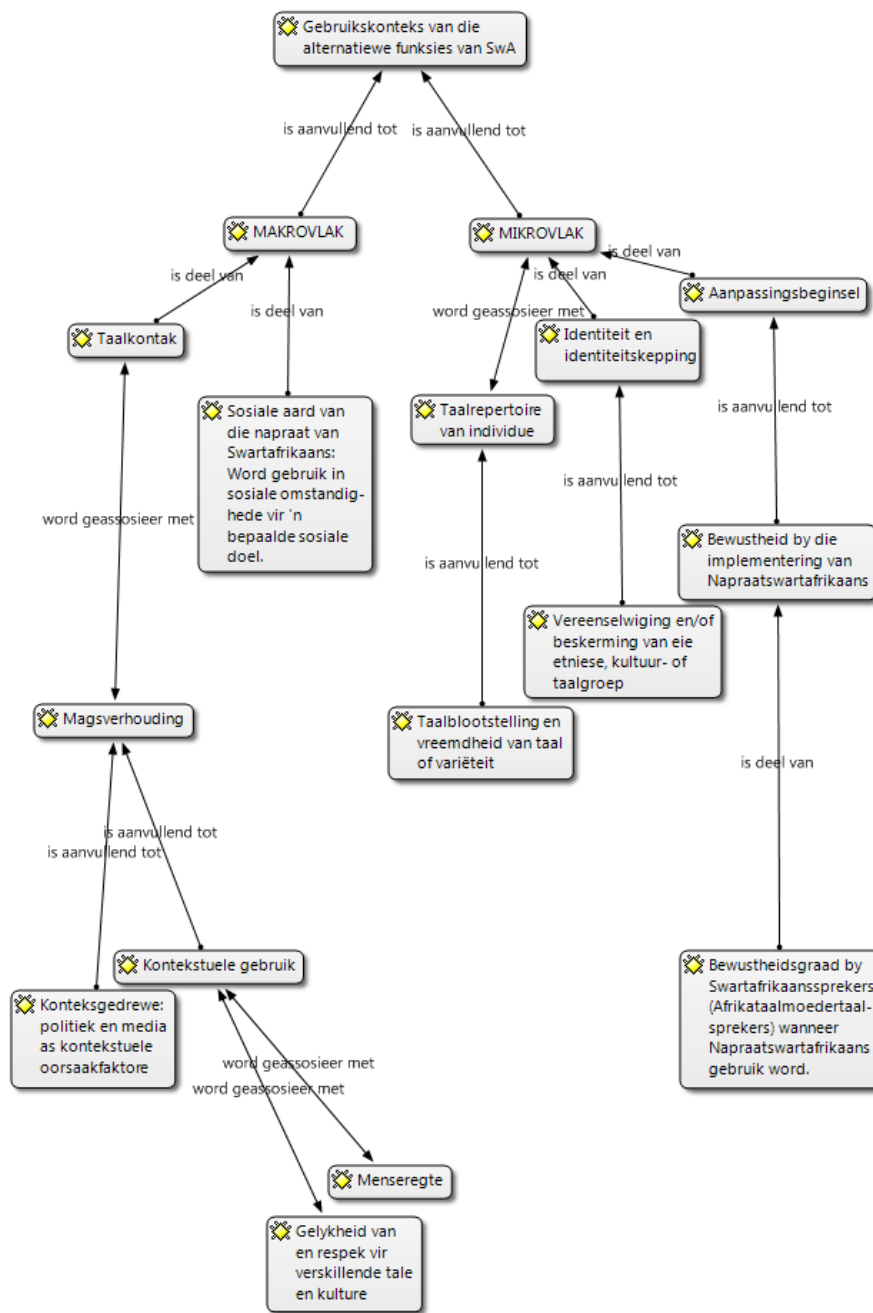 Gebruikskonteks van die
alternatiewe funksies van SwA
is aanvullend tot
is aanvullend tot
MAKROVLAK
MIKROVLAK
is deel van
is deel van
is deel van
Aanpassingsbeginsel
is deel van
word geassosieer met
Taalkontak
Identiteit en
identiteitskepping
Sosiale aard van
die napraat van
Swartafrikaans:
Word gebruik in
sosiale omstandig-
hede vir 'n
bepaalde sosiale
doel.
Taalrepertoire
van individue
is aanvullend tot
is aanvullend tot
word geassosieer met
Bewustheid by die
implementering van
Napraatswartafrikaans
is aanvullend tot
Vereenselwiging en/of
beskerming van eie
etniese, kultuur- of
taalgroep
Magsverhouding
Taalblootstelling en
vreemdheid van taal
of variëteit
is deel van
is aanvullend tot
is aanvullend tot
Kontekstuele gebruik
Konteksgedrewe:
politiek en media
as kontekstuele
oorsaakfaktore
Bewustheidsgraad by
Swartafrikaanssprekers
(Afrikataalmoedertaal-
sprekers) wanneer
Napraatswartafrikaans
gebruik word.
word geassosieer met
word geassosieer met
Menseregte
Gelykheid van
en respek vir
verskillende tale
en kulture